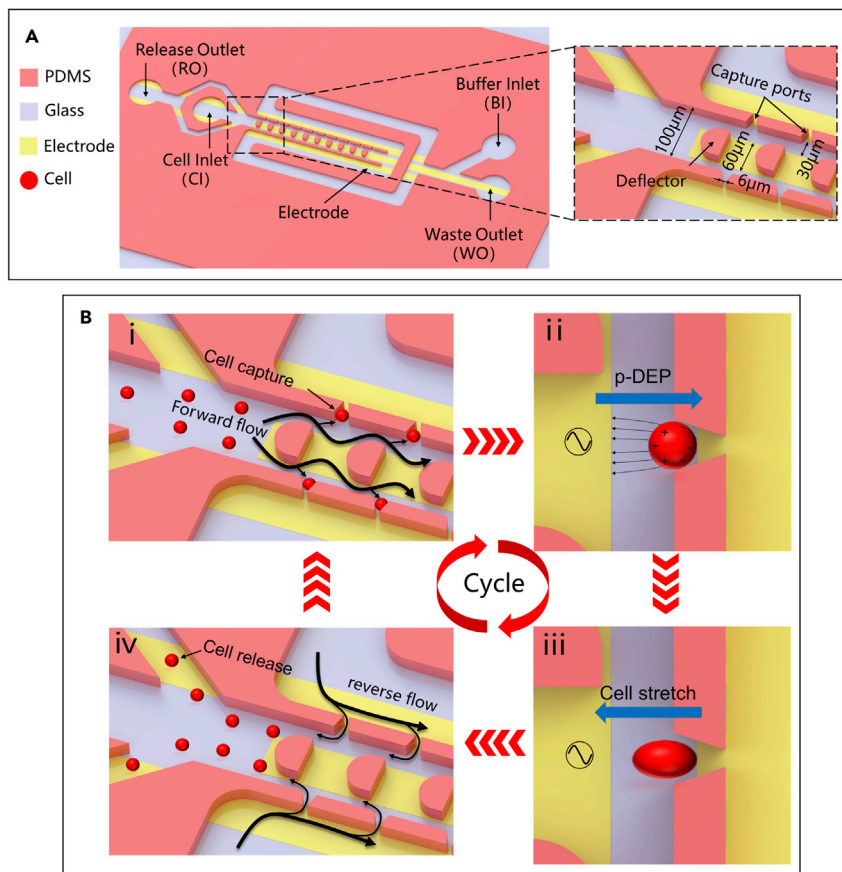 A
PDMS
Glass
Electrode
Cell
Release Outlet
(RO)
Cell Inlet
(CI)
Electrode
Buffer Inlet
(BI)
Waste Outlet
(WO)
Capture ports
100μm
60μm
30μm
Deflector
6μm
B
i
Cell capture
Forward flow
ii
p-DEP
+
+
+
Cycle
iv
Cell release
reverse flow
iii
Cell stretch